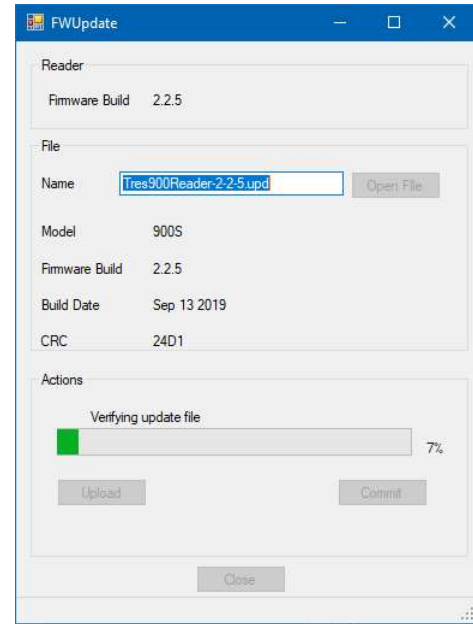 FWUpdate
Reader
Firmware Build 2.2.5
File
Name Tres900Reader-2-2-5.upd Open File
Model 900S
Firmware Build 2.2.5
Build Date Sep 13 2019
CRC 24D1
Actions
Verifying update file
7%
Upload Commit
Close